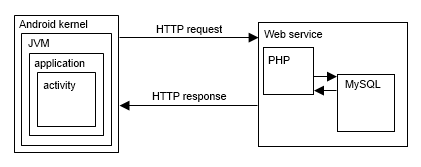 Android kernel
JVM
application
activity
HTTP request
HTTP response
Web service
PHP
MySQL